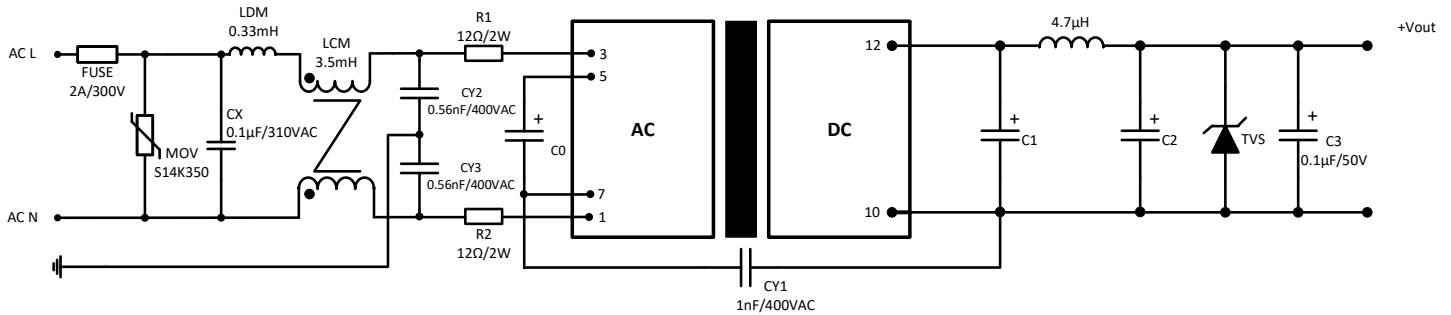 AC L
FUSE
2A/300V
MOV
S14K350
CX
0.1µF/310VAC
LDM
0.33mH
LCM
3.5mH
AC N
CY2
0.56nF/400VAC
CY3
0.56nF/400VAC
R1
12Ω/2W
R2
12Ω/2W
+
C0
3
5
7
1
AC
DC
12
10
CY1
1nF/400VAC
+
C1
4.7µH
+
C2
TVS
+
C3
0.1µF/50V
+Vout